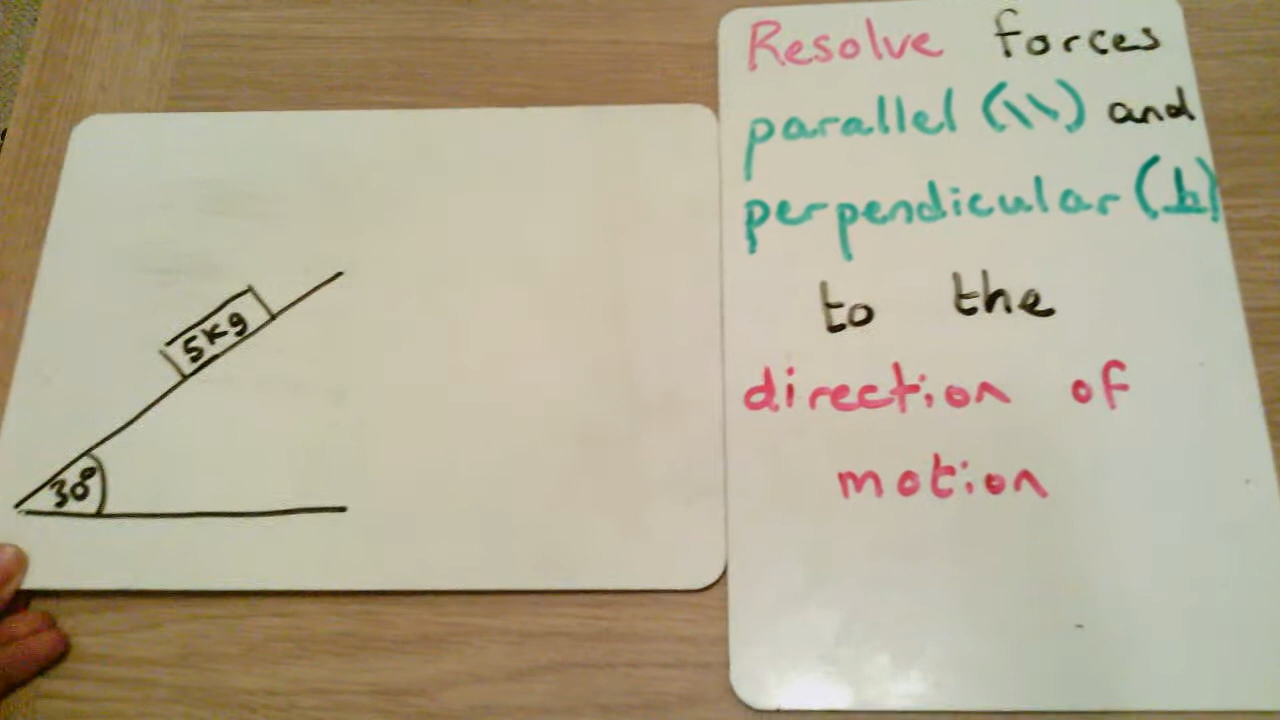 5kg
30°
Resolve forces
parallel (\\) and
perpendicular (⊾)
to the
direction of
motion